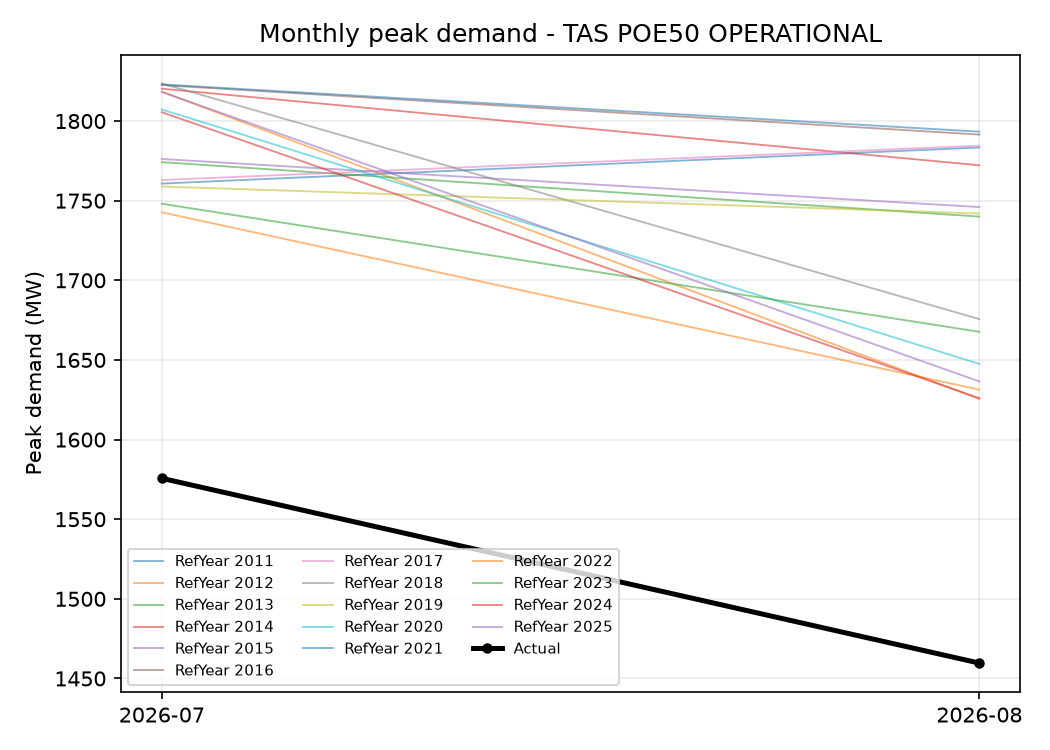 Monthly peak demand - TAS POE50 OPERATIONAL
Peak demand (MW)
1800
1750
1700
1650
1600
1550
1500
1450
2026-07
2026-08
RefYear 2011
RefYear 2012
RefYear 2013
RefYear 2014
RefYear 2015
RefYear 2016
RefYear 2017
RefYear 2018
RefYear 2019
RefYear 2020
RefYear 2021
RefYear 2022
RefYear 2023
RefYear 2024
RefYear 2025
Actual